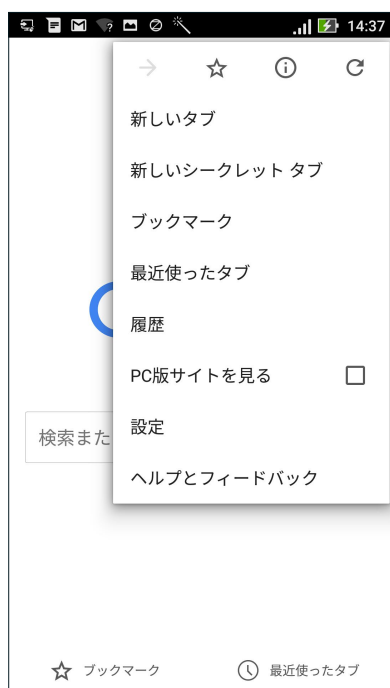 14:37
新しいタブ
新しいシークレット タブ
ブックマーク
最近使ったタブ
履歴
PC版サイトを見る
検索また
設定
ヘルプとフィードバック
ブックマーク
最近使ったタブ